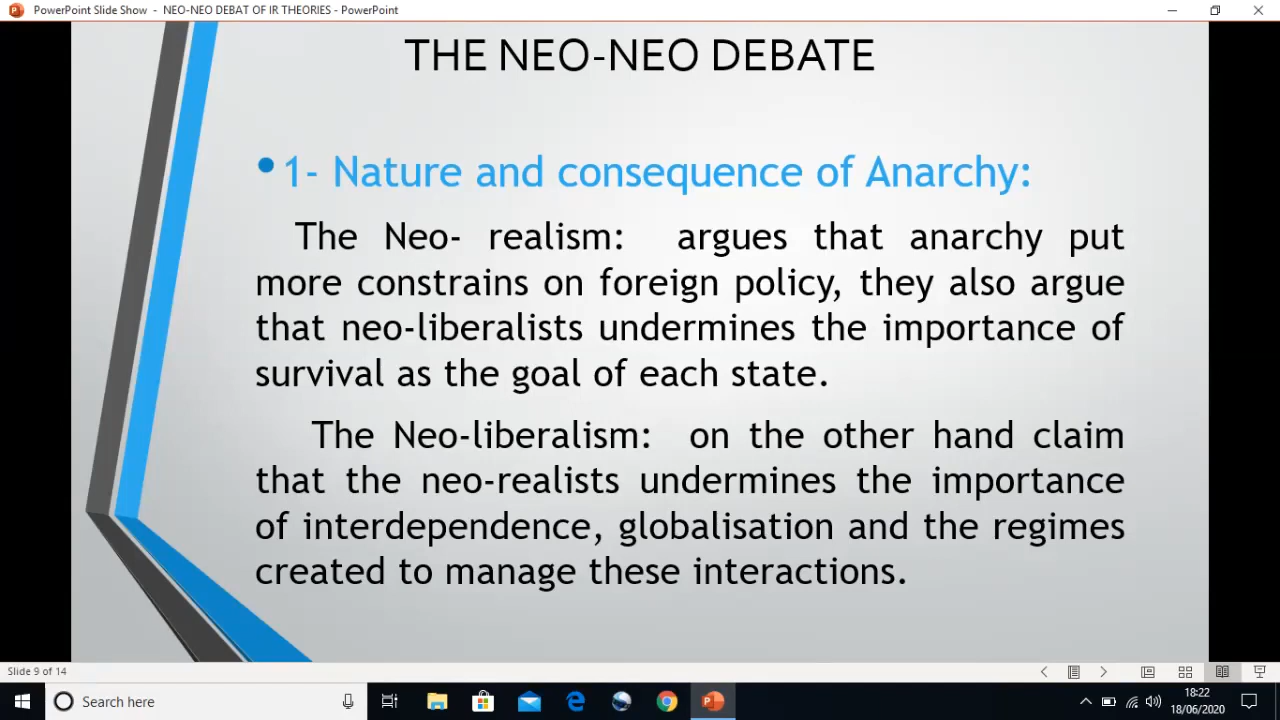 PowerPoint Slide Show - NEO-NEO DEBAT OF IR THEORIES - PowerPoint
THE NEO-NEO DEBATE
• 1- Nature and consequence of Anarchy:
The Neo- realism: argues that anarchy put
more constrains on foreign policy, they also argue
that neo-liberalists undermines the importance of
survival as the goal of each state.
The Neo-liberalism: on the other hand claim
that the neo-realists undermines the importance
of interdependence, globalisation and the regimes
created to manage these interactions.
Slide 9 of 14
Search here
18:22
18/06/2020